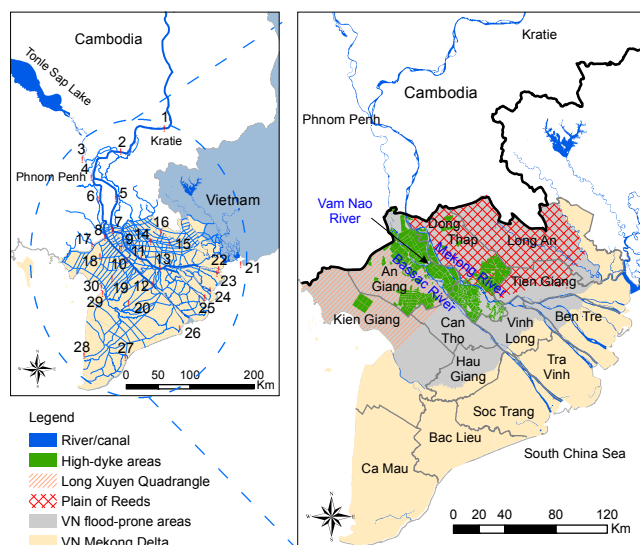 Cambodia
Tonle Sap Lake
1
2
Kratie
3
4
Phnom Penh
5
6
Vietnam
7
8
9
14
16
17
11
15
18
10
13
22
21
23
30
19
12
24
29
20
25
26
28
27
0
50
100
200
Km
Legend
River/canal
High-dyke areas
Long Xuyen Quadrangle
Plain of Reeds
VN flood-prone areas
VN Mekong Delta
Kratie
Cambodia
Phnom Penh
Vam Nao
River
Dong
Thap
Long An
Mekong River
An
Giang
Bassac River
Tien Giang
Kien Giang
Can
Tho
Vinh
Long
Ben Tre
Hau
Giang
Tra
Vinh
Soc Trang
Bac Lieu
Ca Mau
South China Sea
0
40
80
120
Km